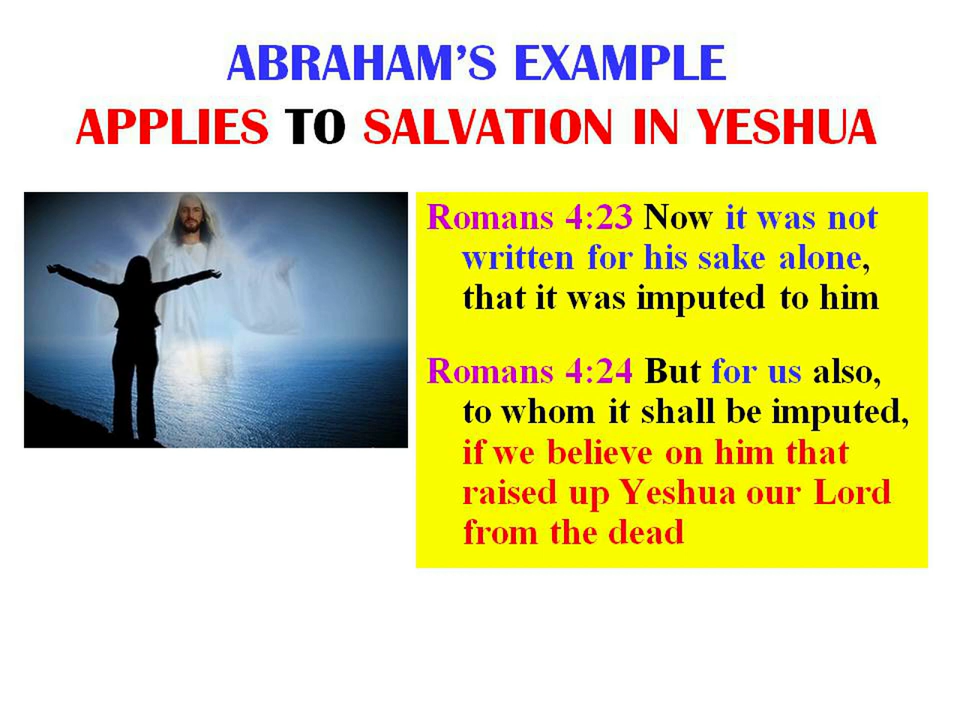 ABRAHAM'S EXAMPLE
APPLIES TO SALVATION IN YESHUA
Romans 4:23 Now it was not
written for his sake alone,
that it was imputed to him
Romans 4:24 But for us also,
to whom it shall be imputed,
if we believe on him that
raised up Yeshua our Lord
from the dead